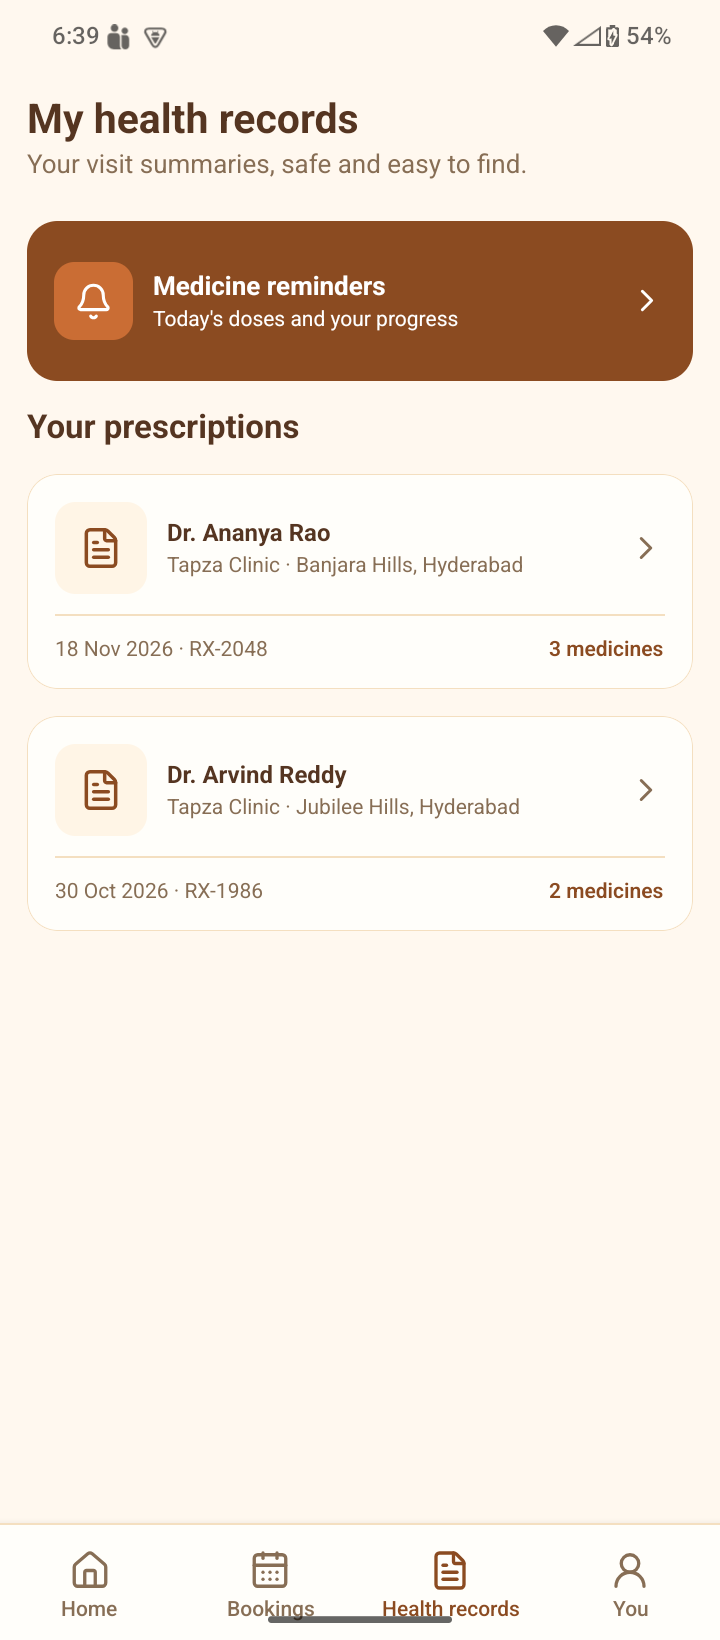 6:39
54%
My health records
Your visit summaries, safe and easy to find.
Medicine reminders
Today's doses and your progress
Your prescriptions
Dr. Ananya Rao
Tapza Clinic · Banjara Hills, Hyderabad
18 Nov 2026 · RX-2048
3 medicines
Dr. Arvind Reddy
Tapza Clinic · Jubilee Hills, Hyderabad
30 Oct 2026 · RX-1986
2 medicines
Home
Bookings
Health records
You